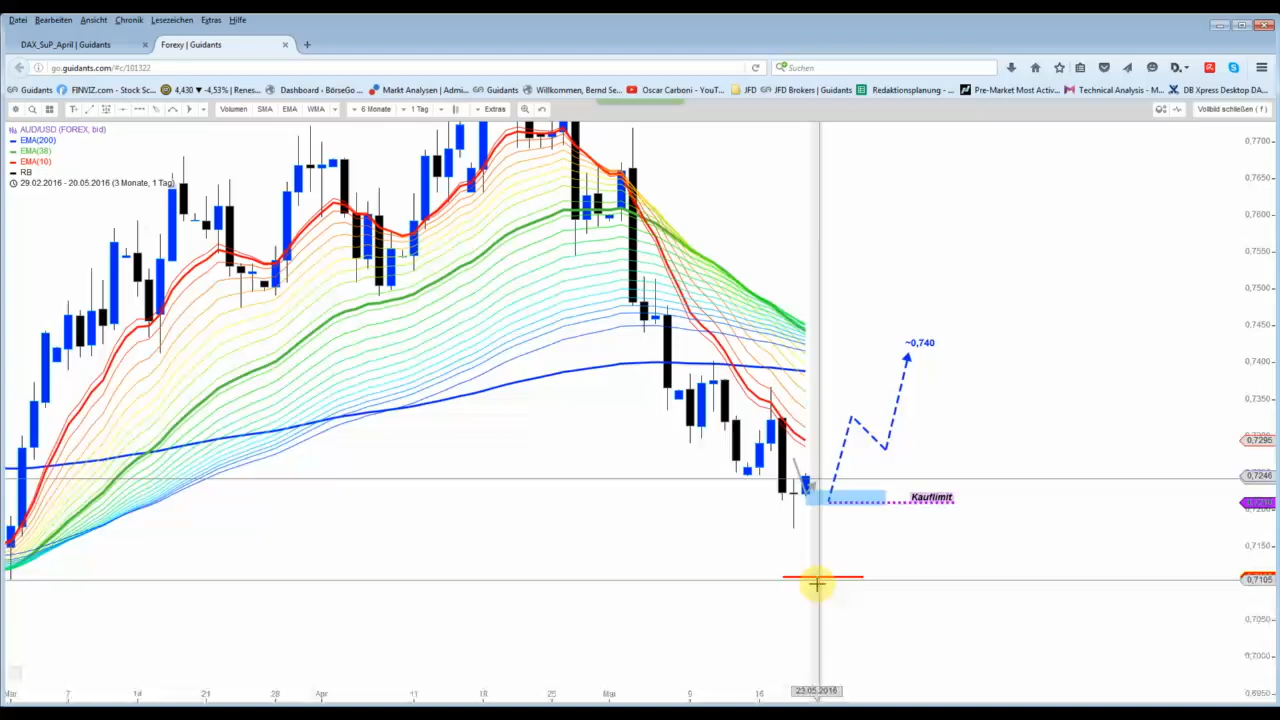 Datei Bearbeiten Ansicht Chronik Lesezeichen Extras Hilfe
DAX_SuP_April | Guidants × Forexy | Guidants × +
go.guidants.com/#c/101322 Suchen
Guidants FINVIZ.com - Stock Sc... 4,430 ▼ -4,53% | Renes... Dashboard - BörseGo ... Markt Analysen | Admi... Guidants Willkommen, Bernd Se... Oscar Carboni - YouT... JFD JFD Brokers | Guidants Redaktionsplanung - ... Pre-Market Most Activ... Technical Analysis - M... DB Xpress Desktop DA...
Volumen SMA EMA WMA 6 Monate 1 Tag Extras Vollbild schließen ( f )
AUD/USD (FOREX, bid)
EMA(200)
EMA(38)
EMA(10)
RB
29.02.2016 - 20.05.2016 (3 Monate, 1 Tag)
0,7700
0,7650
0,7600
0,7550
0,7500
0,7450
~0,740
0,7400
0,7350
0,7295
0,7246
Kauflimit
0,7150
0,7105
0,7050
0,7000
0,6950
Mar 7 14 21 28 Apr 11 18 25 Mai 9 16 23.05.2016